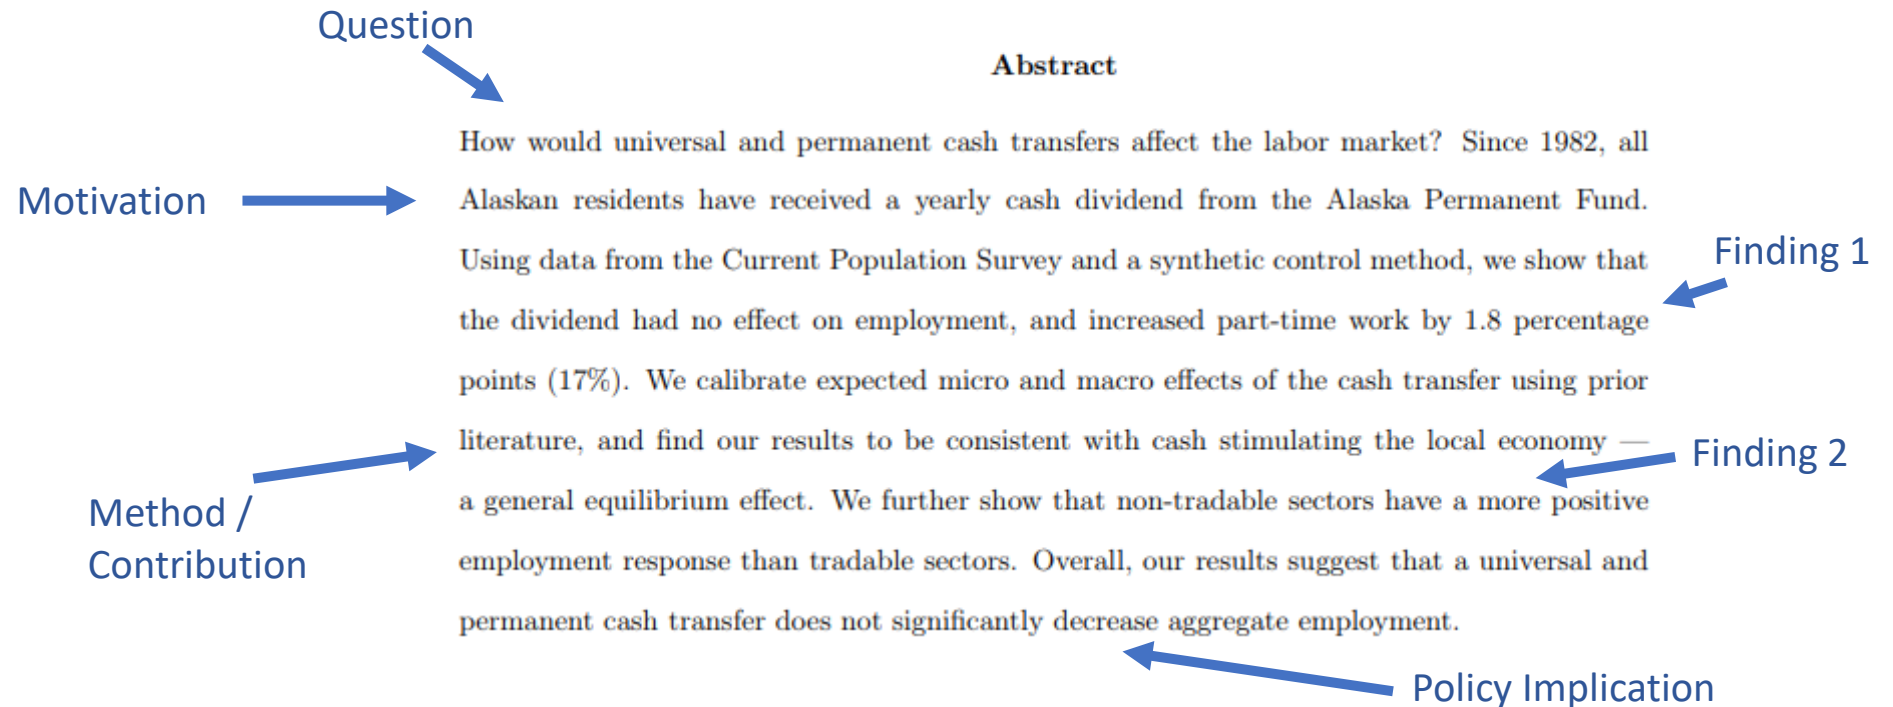 Question
Abstract
How would universal and permanent cash transfers affect the labor market? Since 1982, all
Motivation
Alaskan residents have received a yearly cash dividend from the Alaska Permanent Fund.
Using data from the Current Population Survey and a synthetic control method, we show that
Finding 1
the dividend had no effect on employment, and increased part-time work by 1.8 percentage
points (17%). We calibrate expected micro and macro effects of the cash transfer using prior
literature, and find our results to be consistent with cash stimulating the local economy —
Finding 2
a general equilibrium effect. We further show that non-tradable sectors have a more positive
Method /
Contribution
employment response than tradable sectors. Overall, our results suggest that a universal and
permanent cash transfer does not significantly decrease aggregate employment.
Policy Implication